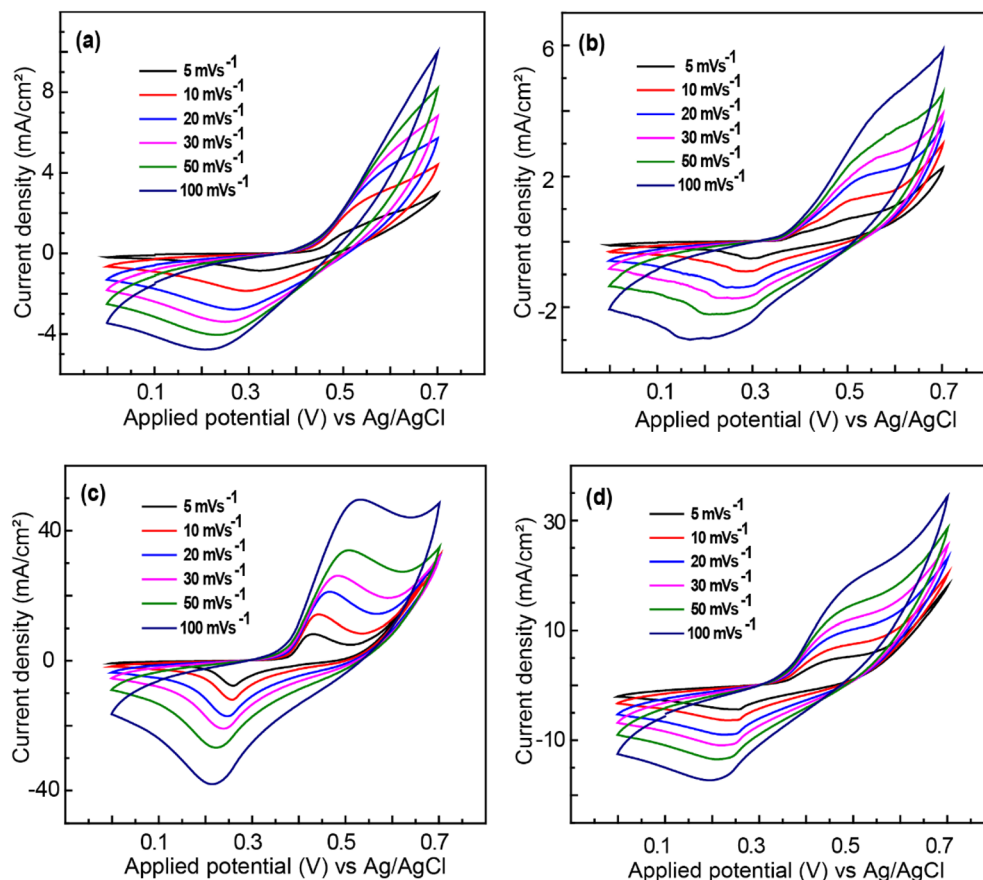 (a)
5 mVs⁻¹
10 mVs⁻¹
20 mVs⁻¹
30 mVs⁻¹
50 mVs⁻¹
100 mVs⁻¹
Current density (mA/cm²)
8
4
0
-4
0.1 0.3 0.5 0.7
Applied potential (V) vs Ag/AgCl
(b)
5 mVs⁻¹
10 mVs⁻¹
20 mVs⁻¹
30 mVs⁻¹
50 mVs⁻¹
100 mVs⁻¹
Current density (mA/cm²)
6
2
-2
0.1 0.3 0.5 0.7
Applied potential (V) vs Ag/AgCl
(c)
5 mVs⁻¹
10 mVs⁻¹
20 mVs⁻¹
30 mVs⁻¹
50 mVs⁻¹
100 mVs⁻¹
Current density (mA/cm²)
40
0
-40
0.1 0.3 0.5 0.7
Applied potential (V) vs Ag/AgCl
(d)
5 mVs⁻¹
10 mVs⁻¹
20 mVs⁻¹
30 mVs⁻¹
50 mVs⁻¹
100 mVs⁻¹
Current density (mA/cm²)
30
10
-10
0.1 0.3 0.5 0.7
Applied potential (V) vs Ag/AgCl